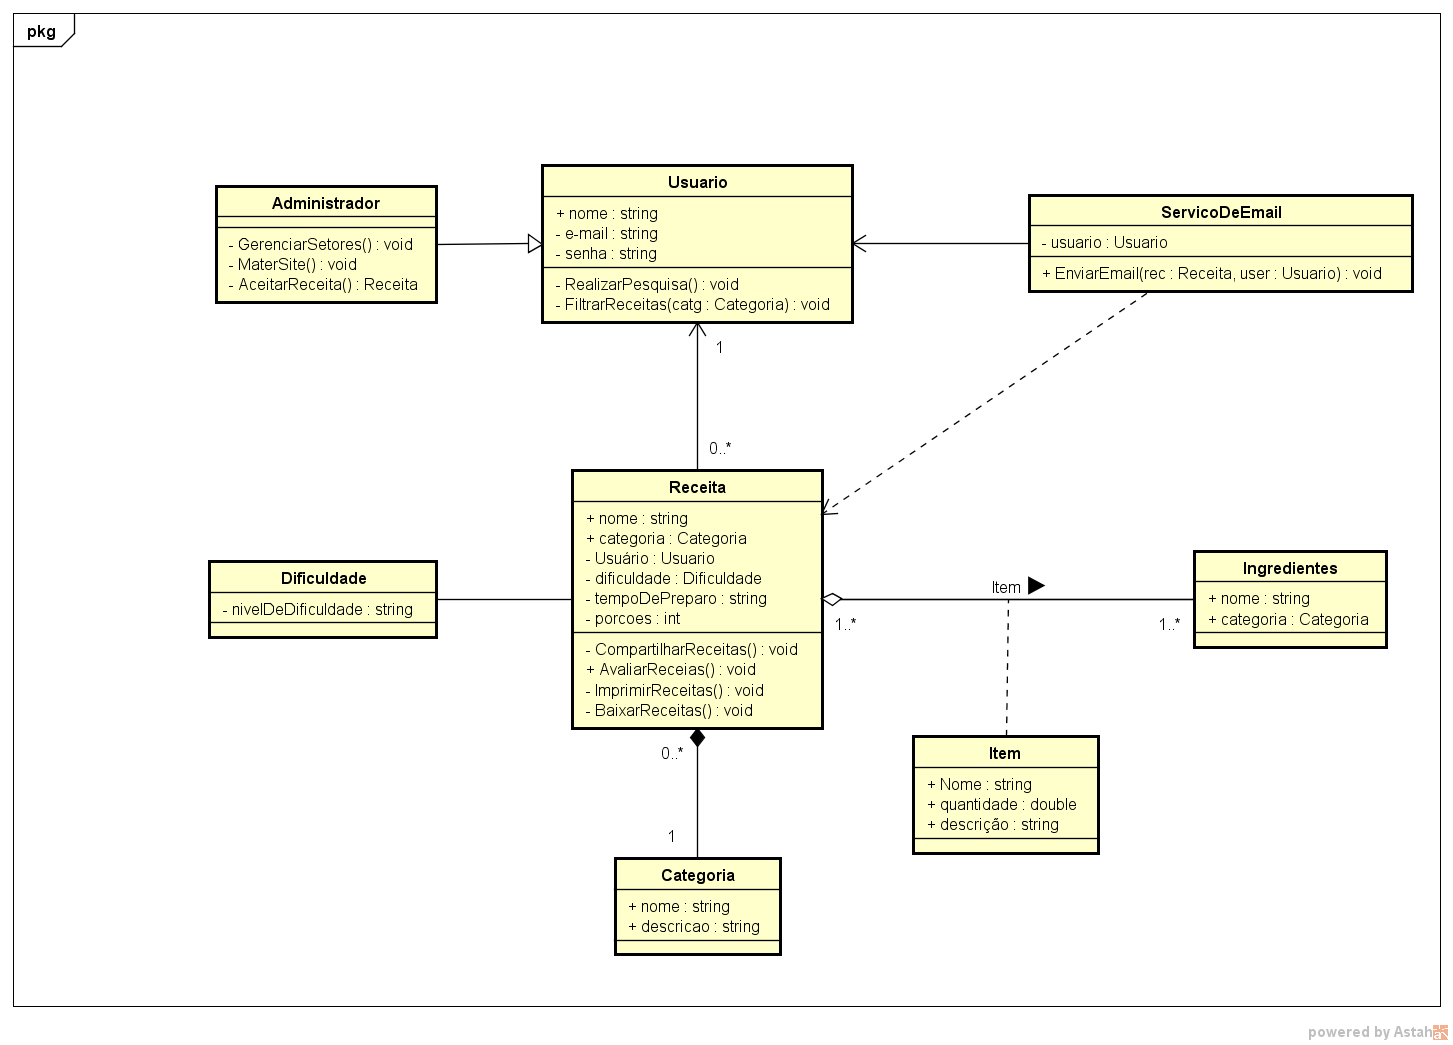 pkg
Administrador
- GerenciarSetores() : void
- MaterSite() : void
- AceitarReceita() : Receita
Usuario
+ nome : string
- e-mail : string
- senha : string
- RealizarPesquisa() : void
- FiltrarReceitas(catg : Categoria) : void
ServicoDeEmail
- usuario : Usuario
+ EnviarEmail(rec : Receita, user : Usuario) : void
1
0..*
Receita
+ nome : string
+ categoria : Categoria
- Usuário : Usuario
- dificuldade : Dificuldade
- tempoDePreparo : string
- porcoes : int
- CompartilharReceitas() : void
+ AvaliarReceias() : void
- ImprimirReceitas() : void
- BaixarReceitas() : void
Dificuldade
- nivelDeDificuldade : string
Item
1..*
1..*
Ingredientes
+ nome : string
+ categoria : Categoria
Item
+ Nome : string
+ quantidade : double
+ descrição : string
0..*
1
Categoria
+ nome : string
+ descricao : string
powered by Astah